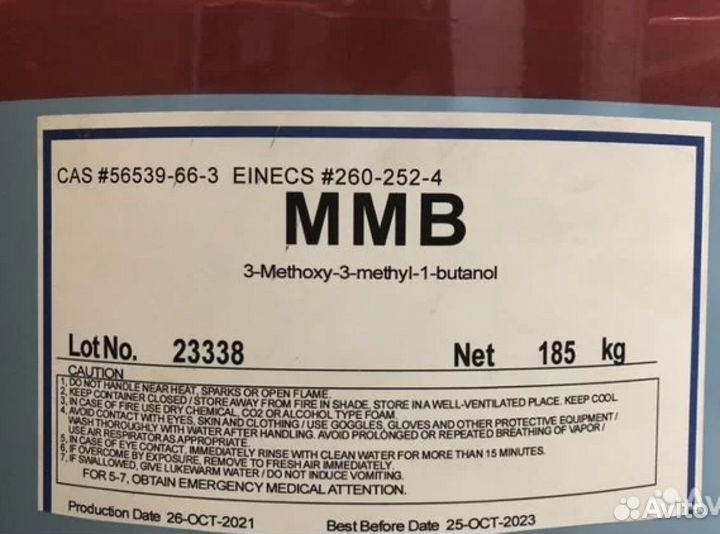 CAS #56539-66-3 EINECS #260-252-4
MMB
3-Methoxy-3-methyl-1-butanol
Lot No. 23338 Net 185 kg
CAUTION
1. DO NOT HANDLE NEAR HEAT, SPARKS OR OPEN FLAME.
2. KEEP CONTAINER CLOSED / STORE AWAY FROM FIRE IN SHADE, STORE IN A WELL-VENTILATED PLACE. KEEP COOL
3. IN CASE OF FIRE USE DRY CHEMICAL, CO2 OR ALCOHOL TYPE FOAM.
4. AVOID CONTACT WITH EYES, SKIN AND CLOTHING / USE GOGGLES, GLOVES AND OTHER PROTECTIVE EQUIPMENT /
WASH THOROUGHLY WITH WATER AFTER HANDLING. AVOID PROLONGED OR REPEATED BREATHING OF VAPOR /
USE AIR RESPIRATOR AS APPROPRIATE.
5. IN CASE OF EYE CONTACT, IMMEDIATELY RINSE WITH CLEAN WATER FOR MORE THAN 15 MINUTES.
6. IF OVERCOME BY EXPOSURE, REMOVE TO FRESH AIR IMMEDIATELY.
7. IF SWALLOWED, GIVE LUKEWARM WATER / DO NOT INDUCE VOMITING.
FOR 5-7, OBTAIN EMERGENCY MEDICAL ATTENTION.
Production Date 26-OCT-2021 Best Before Date 25-OCT-2023
Avito